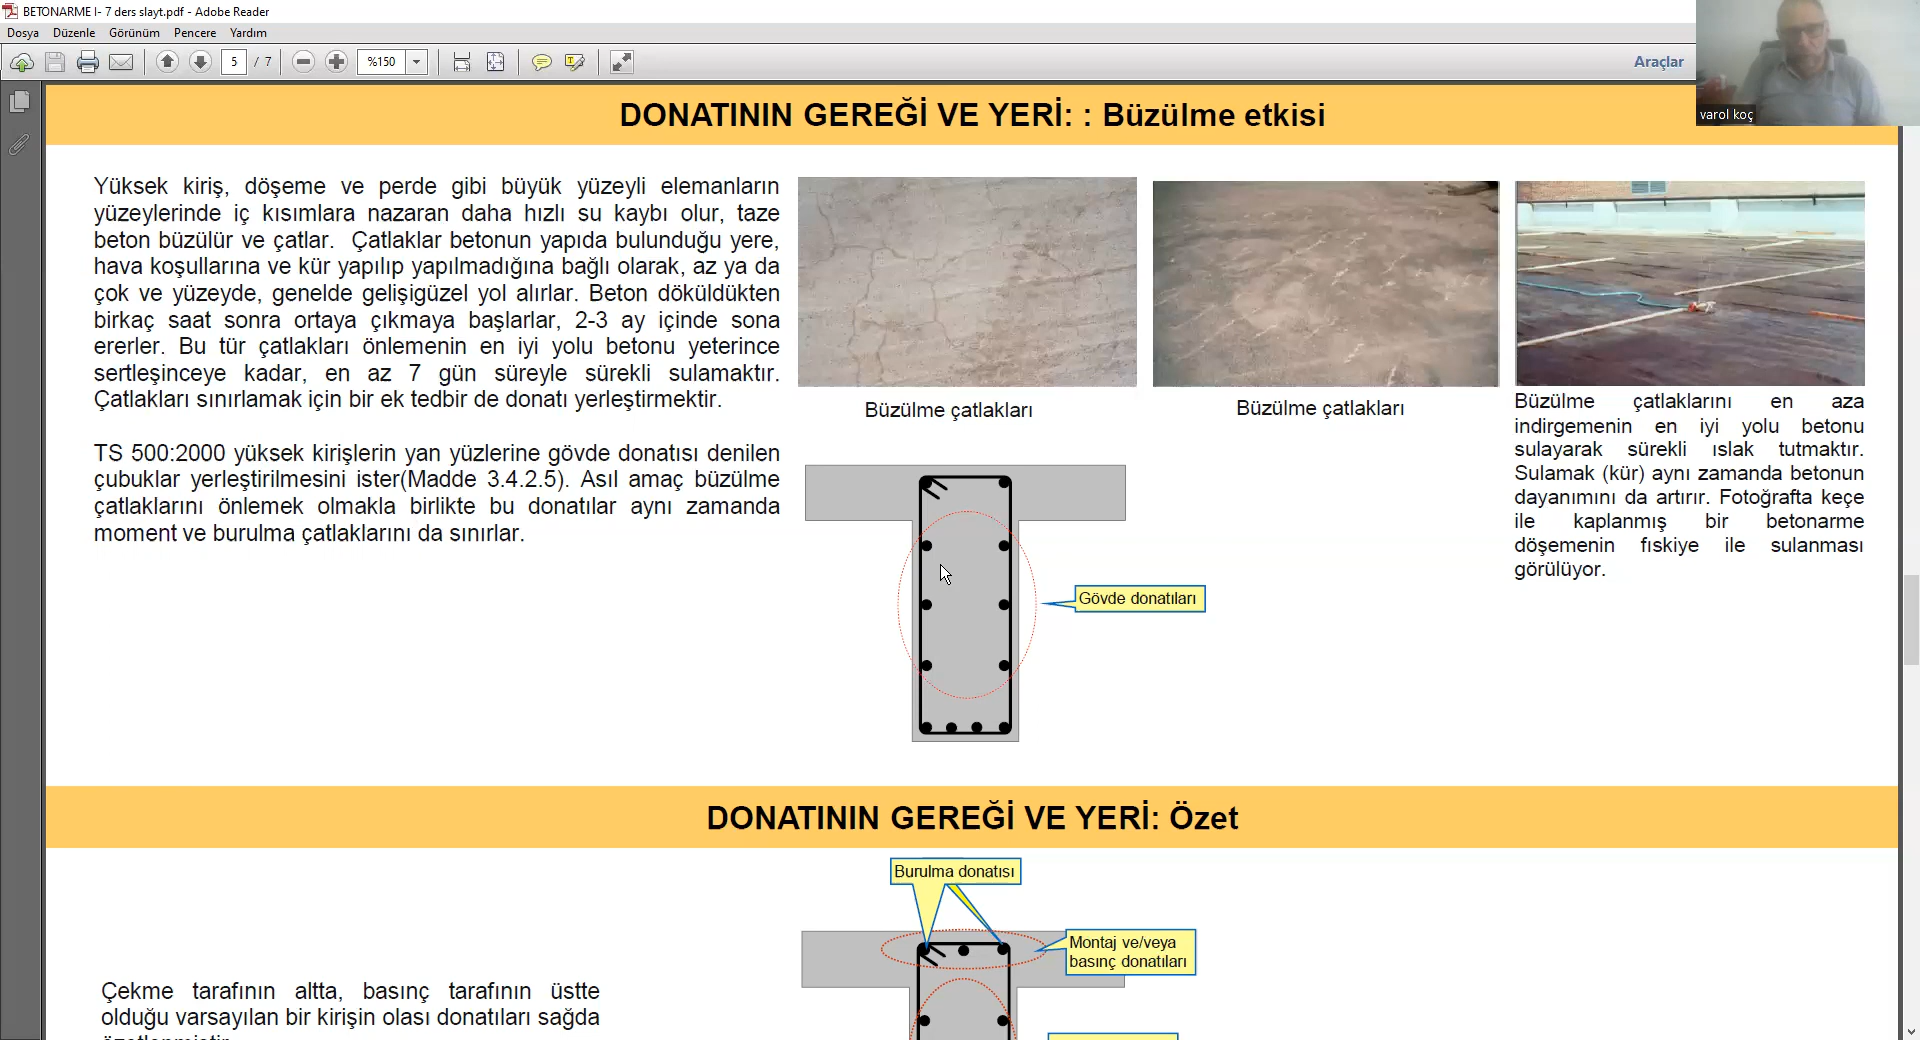 BETONARME I- 7 ders slayt.pdf - Adobe Reader
Dosya Düzenle Görünüm Pencere Yardım
5 / 7 %150 Araçlar
varol koç
DONATININ GEREĞİ VE YERİ: : Büzülme etkisi
Yüksek kiriş, döşeme ve perde gibi büyük yüzeyli elemanların
yüzeylerinde iç kısımlara nazaran daha hızlı su kaybı olur, taze
beton büzülür ve çatlar. Çatlaklar betonun yapıda bulunduğu yere,
hava koşullarına ve kür yapılıp yapılmadığına bağlı olarak, az ya da
çok ve yüzeyde, genelde gelişigüzel yol alırlar. Beton döküldükten
birkaç saat sonra ortaya çıkmaya başlarlar, 2-3 ay içinde sona
ererler. Bu tür çatlakları önlemenin en iyi yolu betonu yeterince
sertleşinceye kadar, en az 7 gün süreyle sürekli sulamaktır.
Çatlakları sınırlamak için bir ek tedbir de donatı yerleştirmektir.
TS 500:2000 yüksek kirişlerin yan yüzlerine gövde donatısı denilen
çubuklar yerleştirilmesini ister(Madde 3.4.2.5). Asıl amaç büzülme
çatlaklarını önlemek olmakla birlikte bu donatılar aynı zamanda
moment ve burulma çatlaklarını da sınırlar.
Büzülme çatlakları
Büzülme çatlakları
Büzülme çatlaklarını en aza
indirgemenin en iyi yolu betonu
sulayarak sürekli ıslak tutmaktır.
Sulamak (kür) aynı zamanda betonun
dayanımını da artırır. Fotoğrafta keçe
ile kaplanmış bir betonarme
döşemenin fıskiye ile sulanması
görülüyor.
Gövde donatıları
DONATININ GEREĞİ VE YERİ: Özet
Burulma donatısı
Montaj ve/veya
basınç donatıları
Çekme tarafının altta, basınç tarafının üstte
olduğu varsayılan bir kirişin olası donatıları sağda
özetlenmiştir.